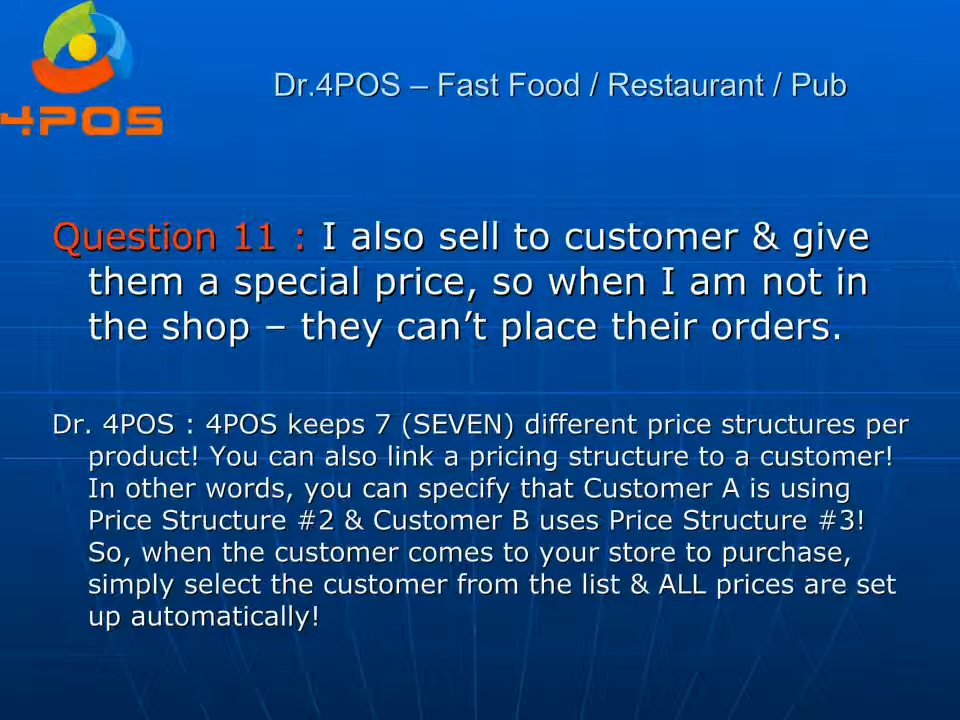 4POS
Dr.4POS – Fast Food / Restaurant / Pub
Question 11 : I also sell to customer & give
them a special price, so when I am not in
the shop – they can’t place their orders.
Dr. 4POS : 4POS keeps 7 (SEVEN) different price structures per
product! You can also link a pricing structure to a customer!
In other words, you can specify that Customer A is using
Price Structure #2 & Customer B uses Price Structure #3!
So, when the customer comes to your store to purchase,
simply select the customer from the list & ALL prices are set
up automatically!